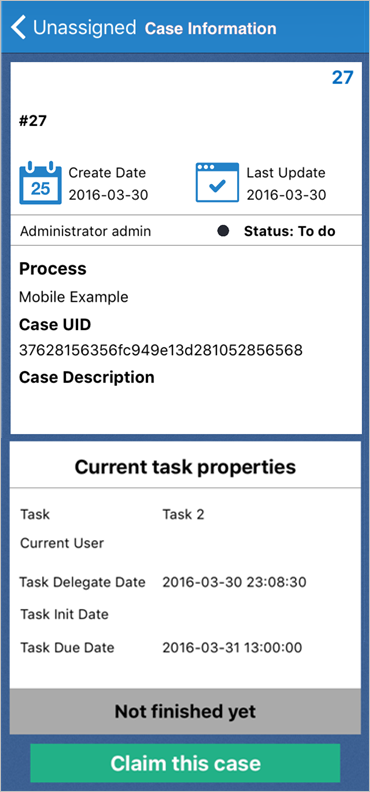 Unassigned Case Information
27
#27
25
Create Date
2016-03-30
Last Update
2016-03-30
Administrator admin
Status: To do
Process
Mobile Example
Case UID
37628156356fc949e13d281052856568
Case Description
Current task properties
Task Task 2
Current User
Task Delegate Date 2016-03-30 23:08:30
Task Init Date
Task Due Date 2016-03-31 13:00:00
Not finished yet
Claim this case